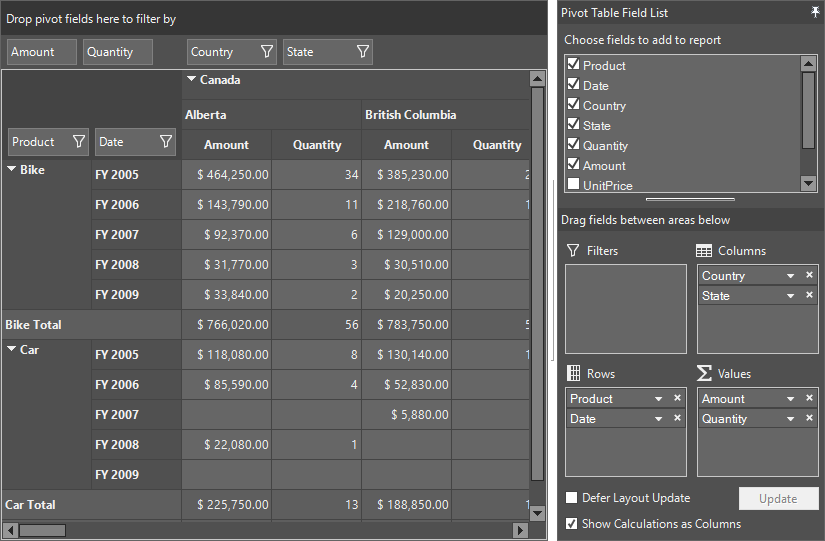 Drop pivot fields here to filter by
Amount Quantity Country State
Canada
Alberta British Columbia
Product Date Amount Quantity Amount Quantity
Bike FY 2005 $ 464,250.00 34 $ 385,230.00
FY 2006 $ 143,790.00 11 $ 218,760.00
FY 2007 $ 92,370.00 6 $ 129,000.00
FY 2008 $ 31,770.00 3 $ 30,510.00
FY 2009 $ 33,840.00 2 $ 20,250.00
Bike Total $ 766,020.00 56 $ 783,750.00
Car FY 2005 $ 118,080.00 8 $ 130,140.00
FY 2006 $ 85,590.00 4 $ 52,830.00
FY 2007 $ 5,880.00
FY 2008 $ 22,080.00 1
FY 2009
Car Total $ 225,750.00 13 $ 188,850.00
Pivot Table Field List
Choose fields to add to report
Product
Date
Country
State
Quantity
Amount
UnitPrice
Drag fields between areas below
Filters
Columns
Country
State
Rows
Product
Date
Values
Amount
Quantity
Defer Layout Update
Update
Show Calculations as Columns